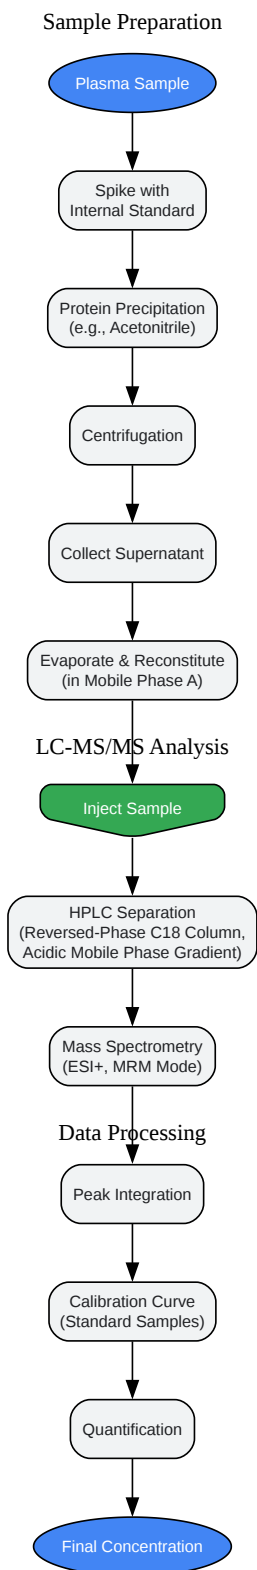 Sample Preparation
Plasma Sample
Spike with
Internal Standard
Protein Precipitation
(e.g., Acetonitrile)
Centrifugation
Collect Supernatant
Evaporate & Reconstitute
(in Mobile Phase A)
LC-MS/MS Analysis
Inject Sample
HPLC Separation
(Reversed-Phase C18 Column,
Acidic Mobile Phase Gradient)
Mass Spectrometry
(ESI+, MRM Mode)
Data Processing
Peak Integration
Calibration Curve
(Standard Samples)
Quantification
Final Concentration